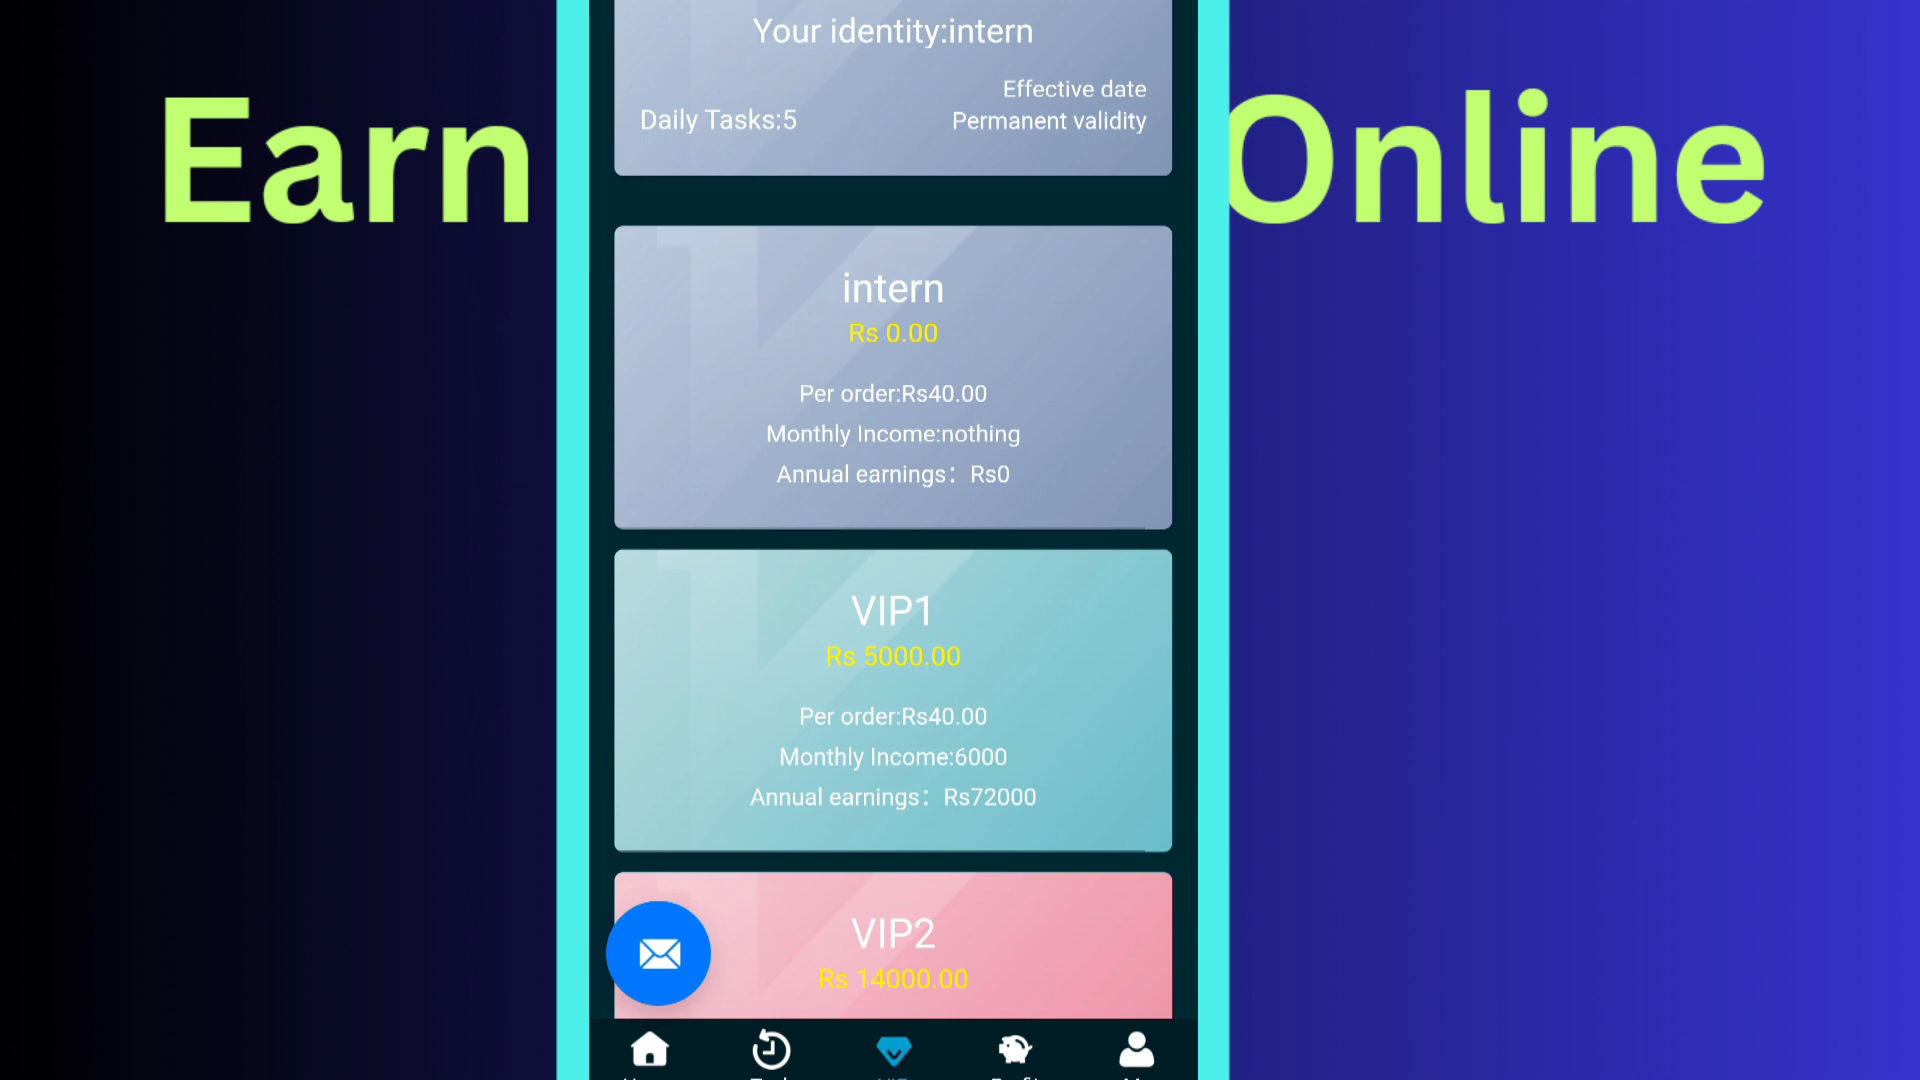 Earn Online
Your identity:intern
Effective date
Daily Tasks:5
Permanent validity
intern
Rs 0.00
Per order:Rs40.00
Monthly Income:nothing
Annual earnings：Rs0
VIP1
Rs 5000.00
Per order:Rs40.00
Monthly Income:6000
Annual earnings：Rs72000
VIP2
Rs 14000.00